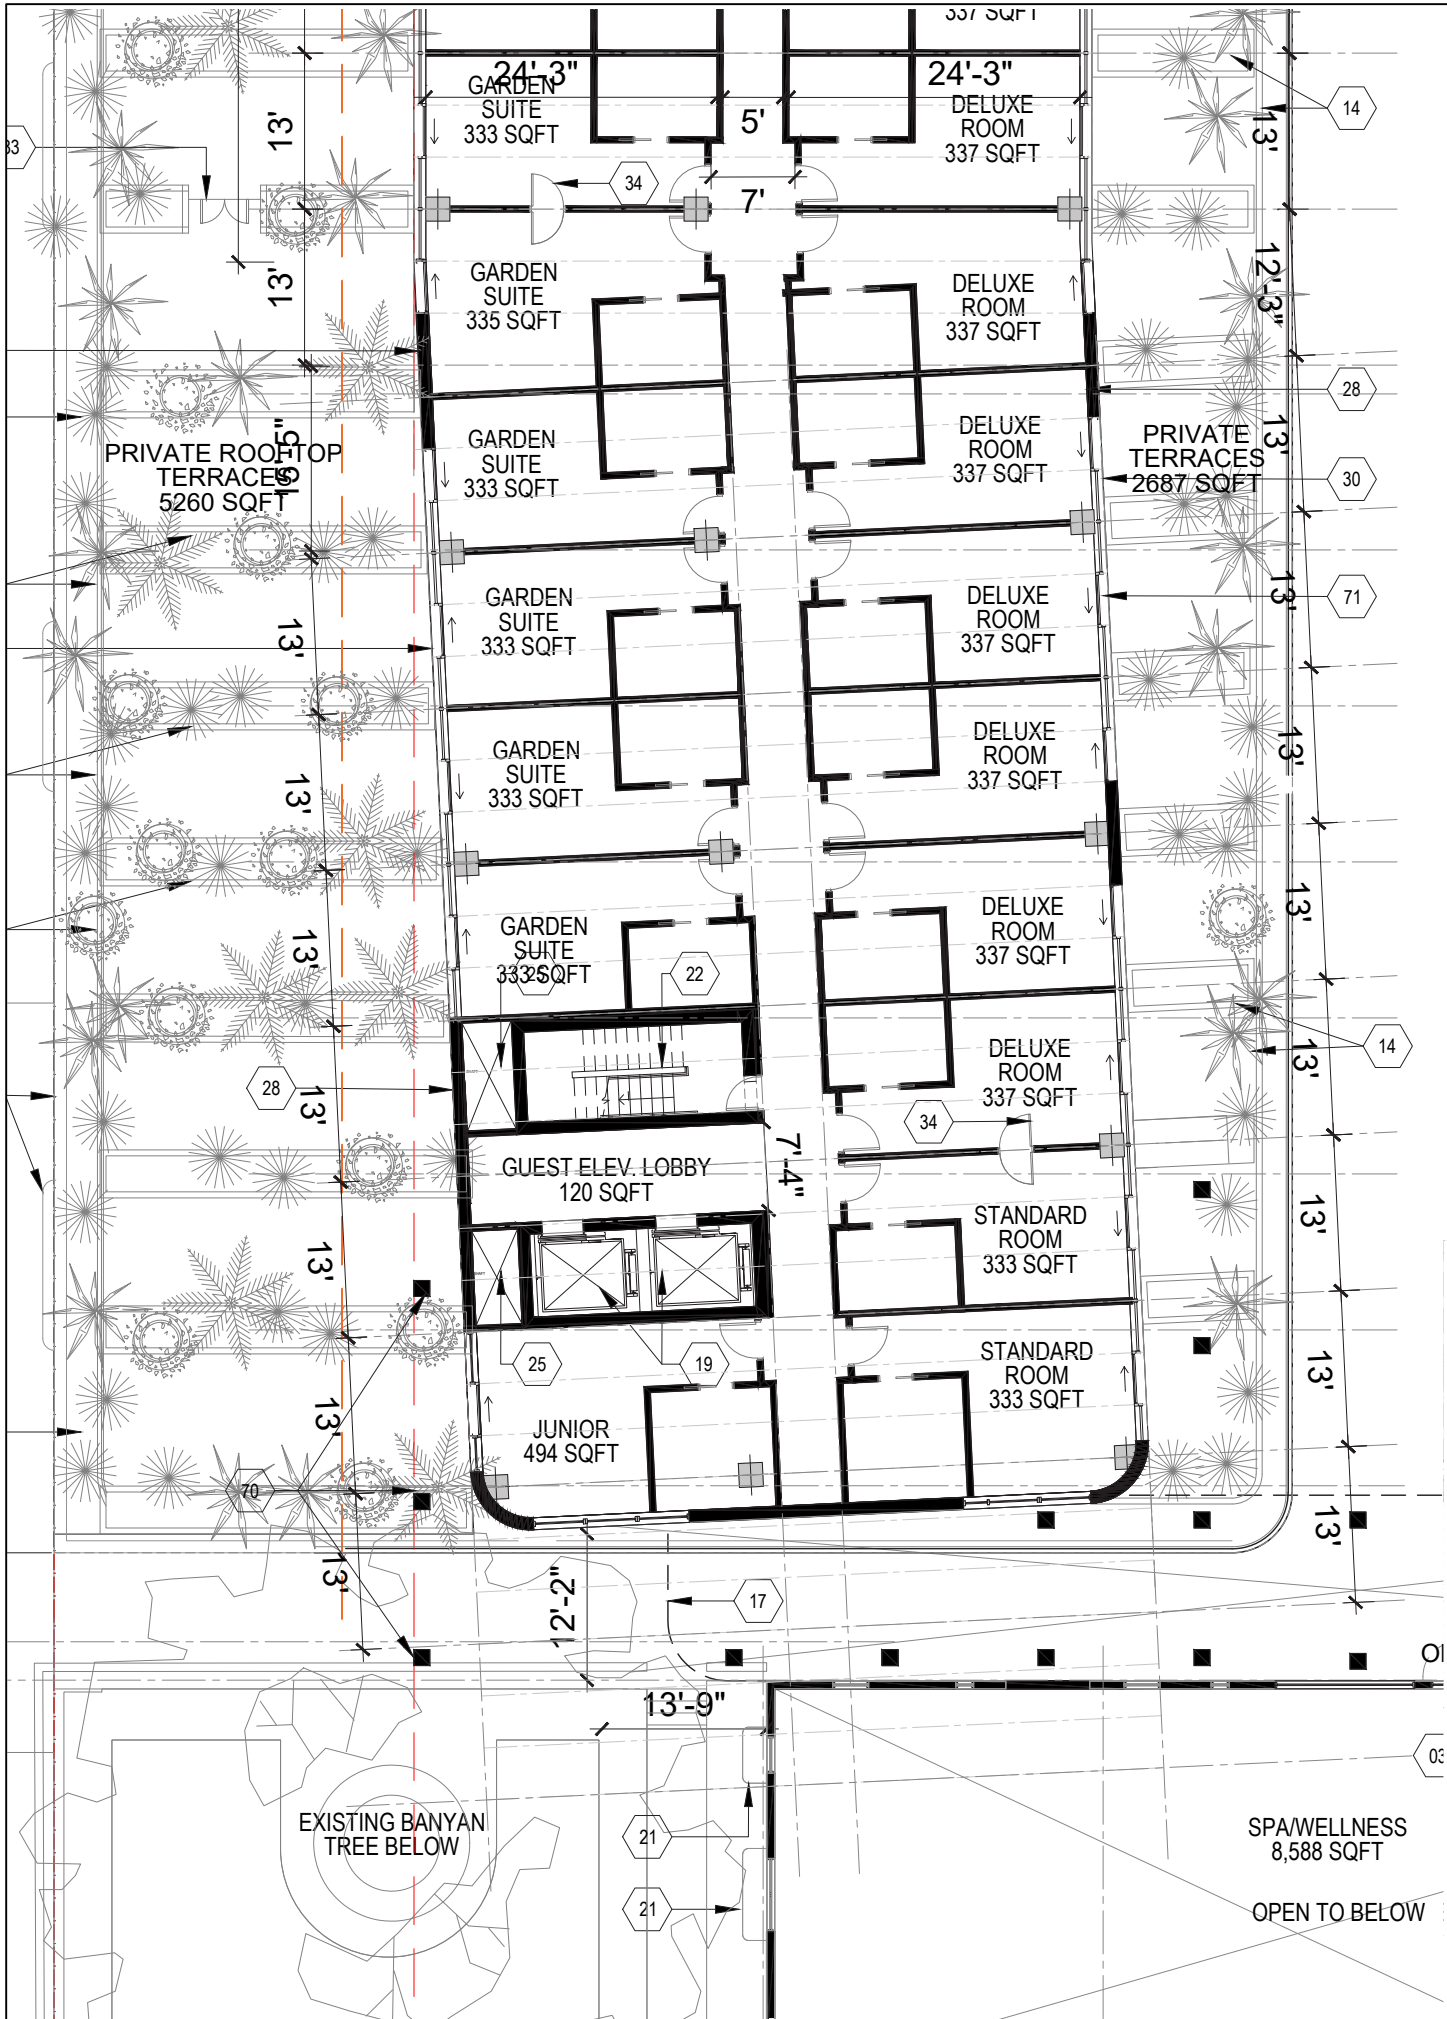 337 SQFT
24'-3"
24'-3"
GARDEN
SUITE
333 SQFT
5'
DELUXE
ROOM
337 SQFT
14
13'
13'
33
34
7'
13'
GARDEN
SUITE
335 SQFT
DELUXE
ROOM
337 SQFT
12'-3"
28
PRIVATE ROOFTOP
TERRACES
5260 SQFT
GARDEN
SUITE
333 SQFT
DELUXE
ROOM
337 SQFT
PRIVATE
TERRACES
2687 SQFT
13'
30
GARDEN
SUITE
333 SQFT
DELUXE
ROOM
337 SQFT
13'
71
13'
GARDEN
SUITE
333 SQFT
DELUXE
ROOM
337 SQFT
13'
13'
GARDEN
SUITE
333 SQFT
DELUXE
ROOM
337 SQFT
13'
13'
25
22
28
13'
DELUXE
ROOM
337 SQFT
13'
14
34
GUEST ELEV. LOBBY
120 SQFT
7'-4"
13'
STANDARD
ROOM
333 SQFT
13'
25
19
STANDARD
ROOM
333 SQFT
13'
13'
JUNIOR
494 SQFT
70
13'
13'
12'-2"
17
13'-9"
03
EXISTING BANYAN
TREE BELOW
21
SPA/WELLNESS
8,588 SQFT
21
OPEN TO BELOW